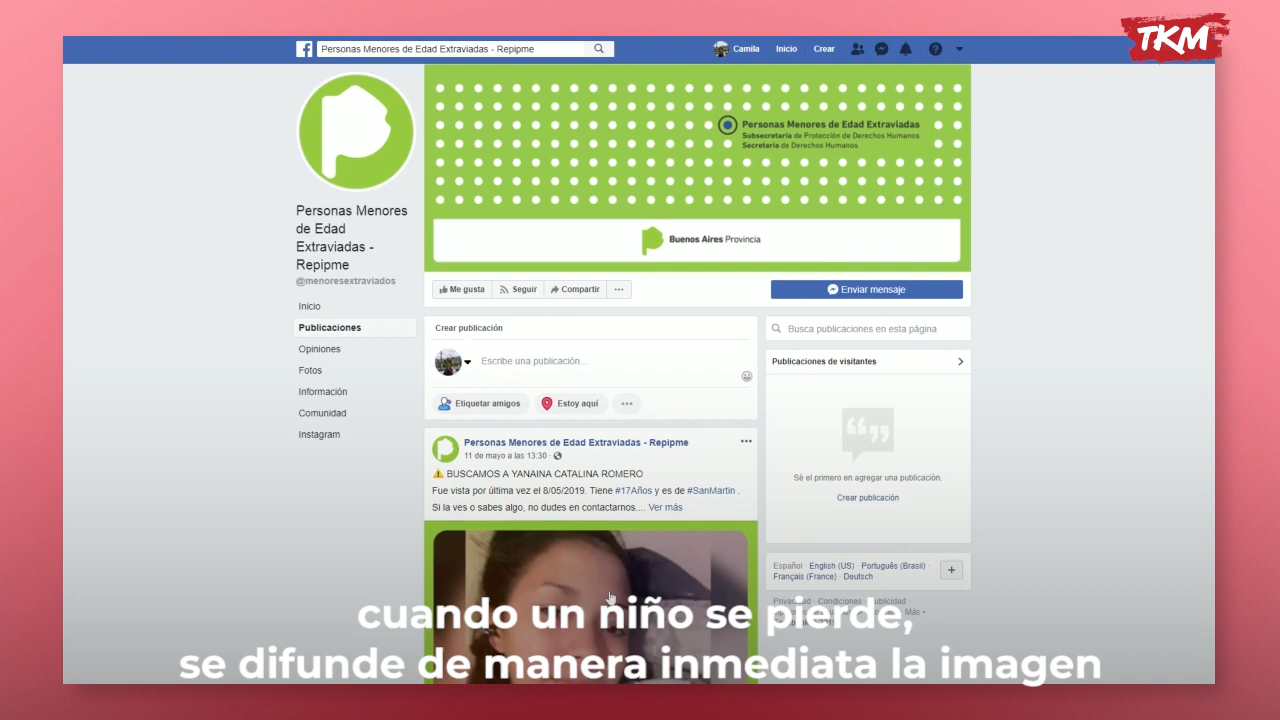 TKM
Personas Menores de Edad Extraviadas - Repipme
Camila
Inicio
Crear
Personas Menores de Edad Extraviadas
Subsecretaría de Protección de Derechos Humanos
Secretaría de Derechos Humanos
Buenos Aires Provincia
Personas Menores
de Edad
Extraviadas -
Repipme
@menoresextraviados
Inicio
Publicaciones
Opiniones
Fotos
Información
Comunidad
Instagram
Me gusta
Seguir
Compartir
Enviar mensaje
Crear publicación
Escribe una publicación...
Etiquetar amigos
Estoy aquí
Personas Menores de Edad Extraviadas - Repipme
11 de mayo a las 13:30 ·
BUSCAMOS A YANAINA CATALINA ROMERO
Fue vista por última vez el 8/05/2019. Tiene #17Años y es de #SanMartin .
Si la ves o sabes algo, no dudes en contactarnos.... Ver más
Busca publicaciones en esta página
Publicaciones de visitantes
Sé el primero en agregar una publicación.
Crear publicación
Español · English (US) · Português (Brasil) ·
Français (France) · Deutsch
Privacidad · Condiciones · Publicidad ·
Más
cuando un niño se pierde,
se difunde de manera inmediata la imagen